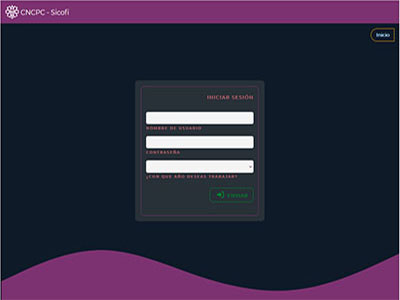 CNCPC - Sicofi
Inicio
INICIAR SESIÓN
NOMBRE DE USUARIO
CONTRASEÑA
¿CON QUE AÑO DESEAS TRABAJAR?
ENVIAR